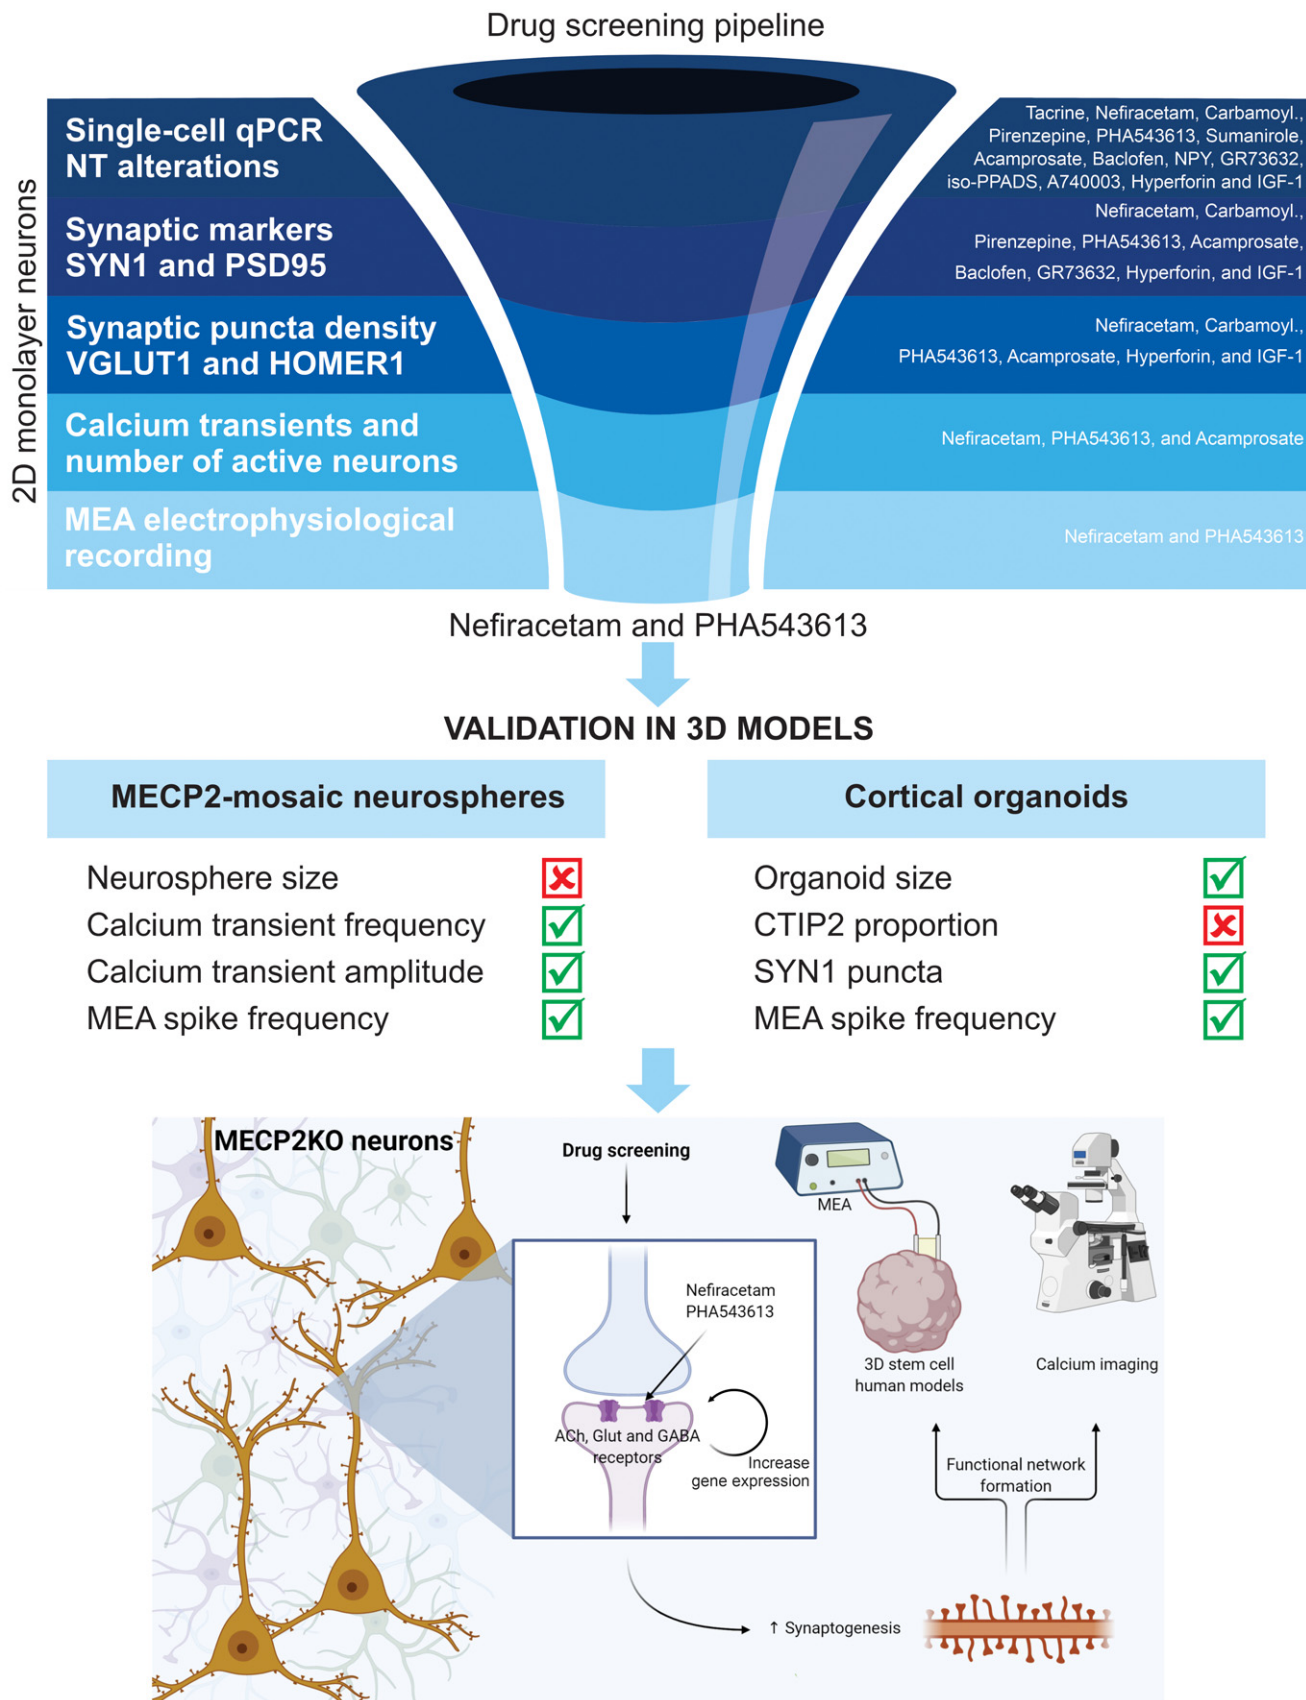 Drug screening pipeline
2D monolayer neurons
Single-cell qPCR
NT alterations
Tacrine, Nefiracetam, Carbamoyl.,
Pirenzepine, PHA543613, Sumanirole,
Acamprosate, Baclofen, NPY, GR73632,
iso-PPADS, A740003, Hyperforin and IGF-1
Synaptic markers
SYN1 and PSD95
Nefiracetam, Carbamoyl.,
Pirenzepine, PHA543613, Acamprosate,
Baclofen, GR73632, Hyperforin, and IGF-1
Synaptic puncta density
VGLUT1 and HOMER1
Nefiracetam, Carbamoyl.,
PHA543613, Acamprosate, Hyperforin, and IGF-1
Calcium transients and
number of active neurons
Nefiracetam, PHA543613, and Acamprosate
MEA electrophysiological
recording
Nefiracetam and PHA543613
Nefiracetam and PHA543613
VALIDATION IN 3D MODELS
MECP2-mosaic neurospheres
Neurosphere size
Calcium transient frequency
Calcium transient amplitude
MEA spike frequency
Cortical organoids
Organoid size
CTIP2 proportion
SYN1 puncta
MEA spike frequency
MECP2KO neurons
Drug screening
Nefiracetam
PHA543613
ACh, Glut and GABA
receptors
Increase
gene expression
MEA
3D stem cell
human models
Calcium imaging
Functional network
formation
↑ Synaptogenesis